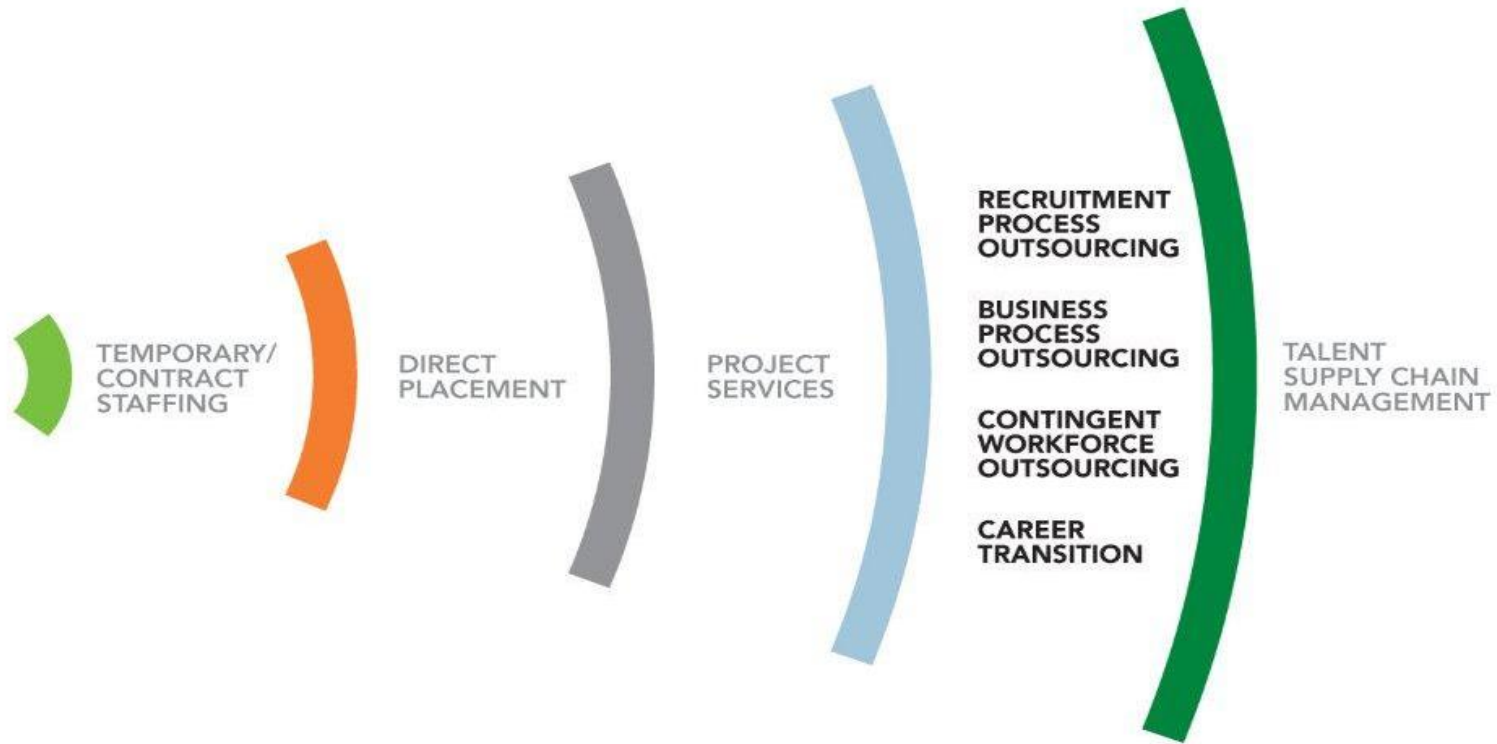 TEMPORARY/
CONTRACT
STAFFING
DIRECT
PLACEMENT
PROJECT
SERVICES
RECRUITMENT
PROCESS
OUTSOURCING
BUSINESS
PROCESS
OUTSOURCING
CONTINGENT
WORKFORCE
OUTSOURCING
CAREER
TRANSITION
TALENT
SUPPLY CHAIN
MANAGEMENT